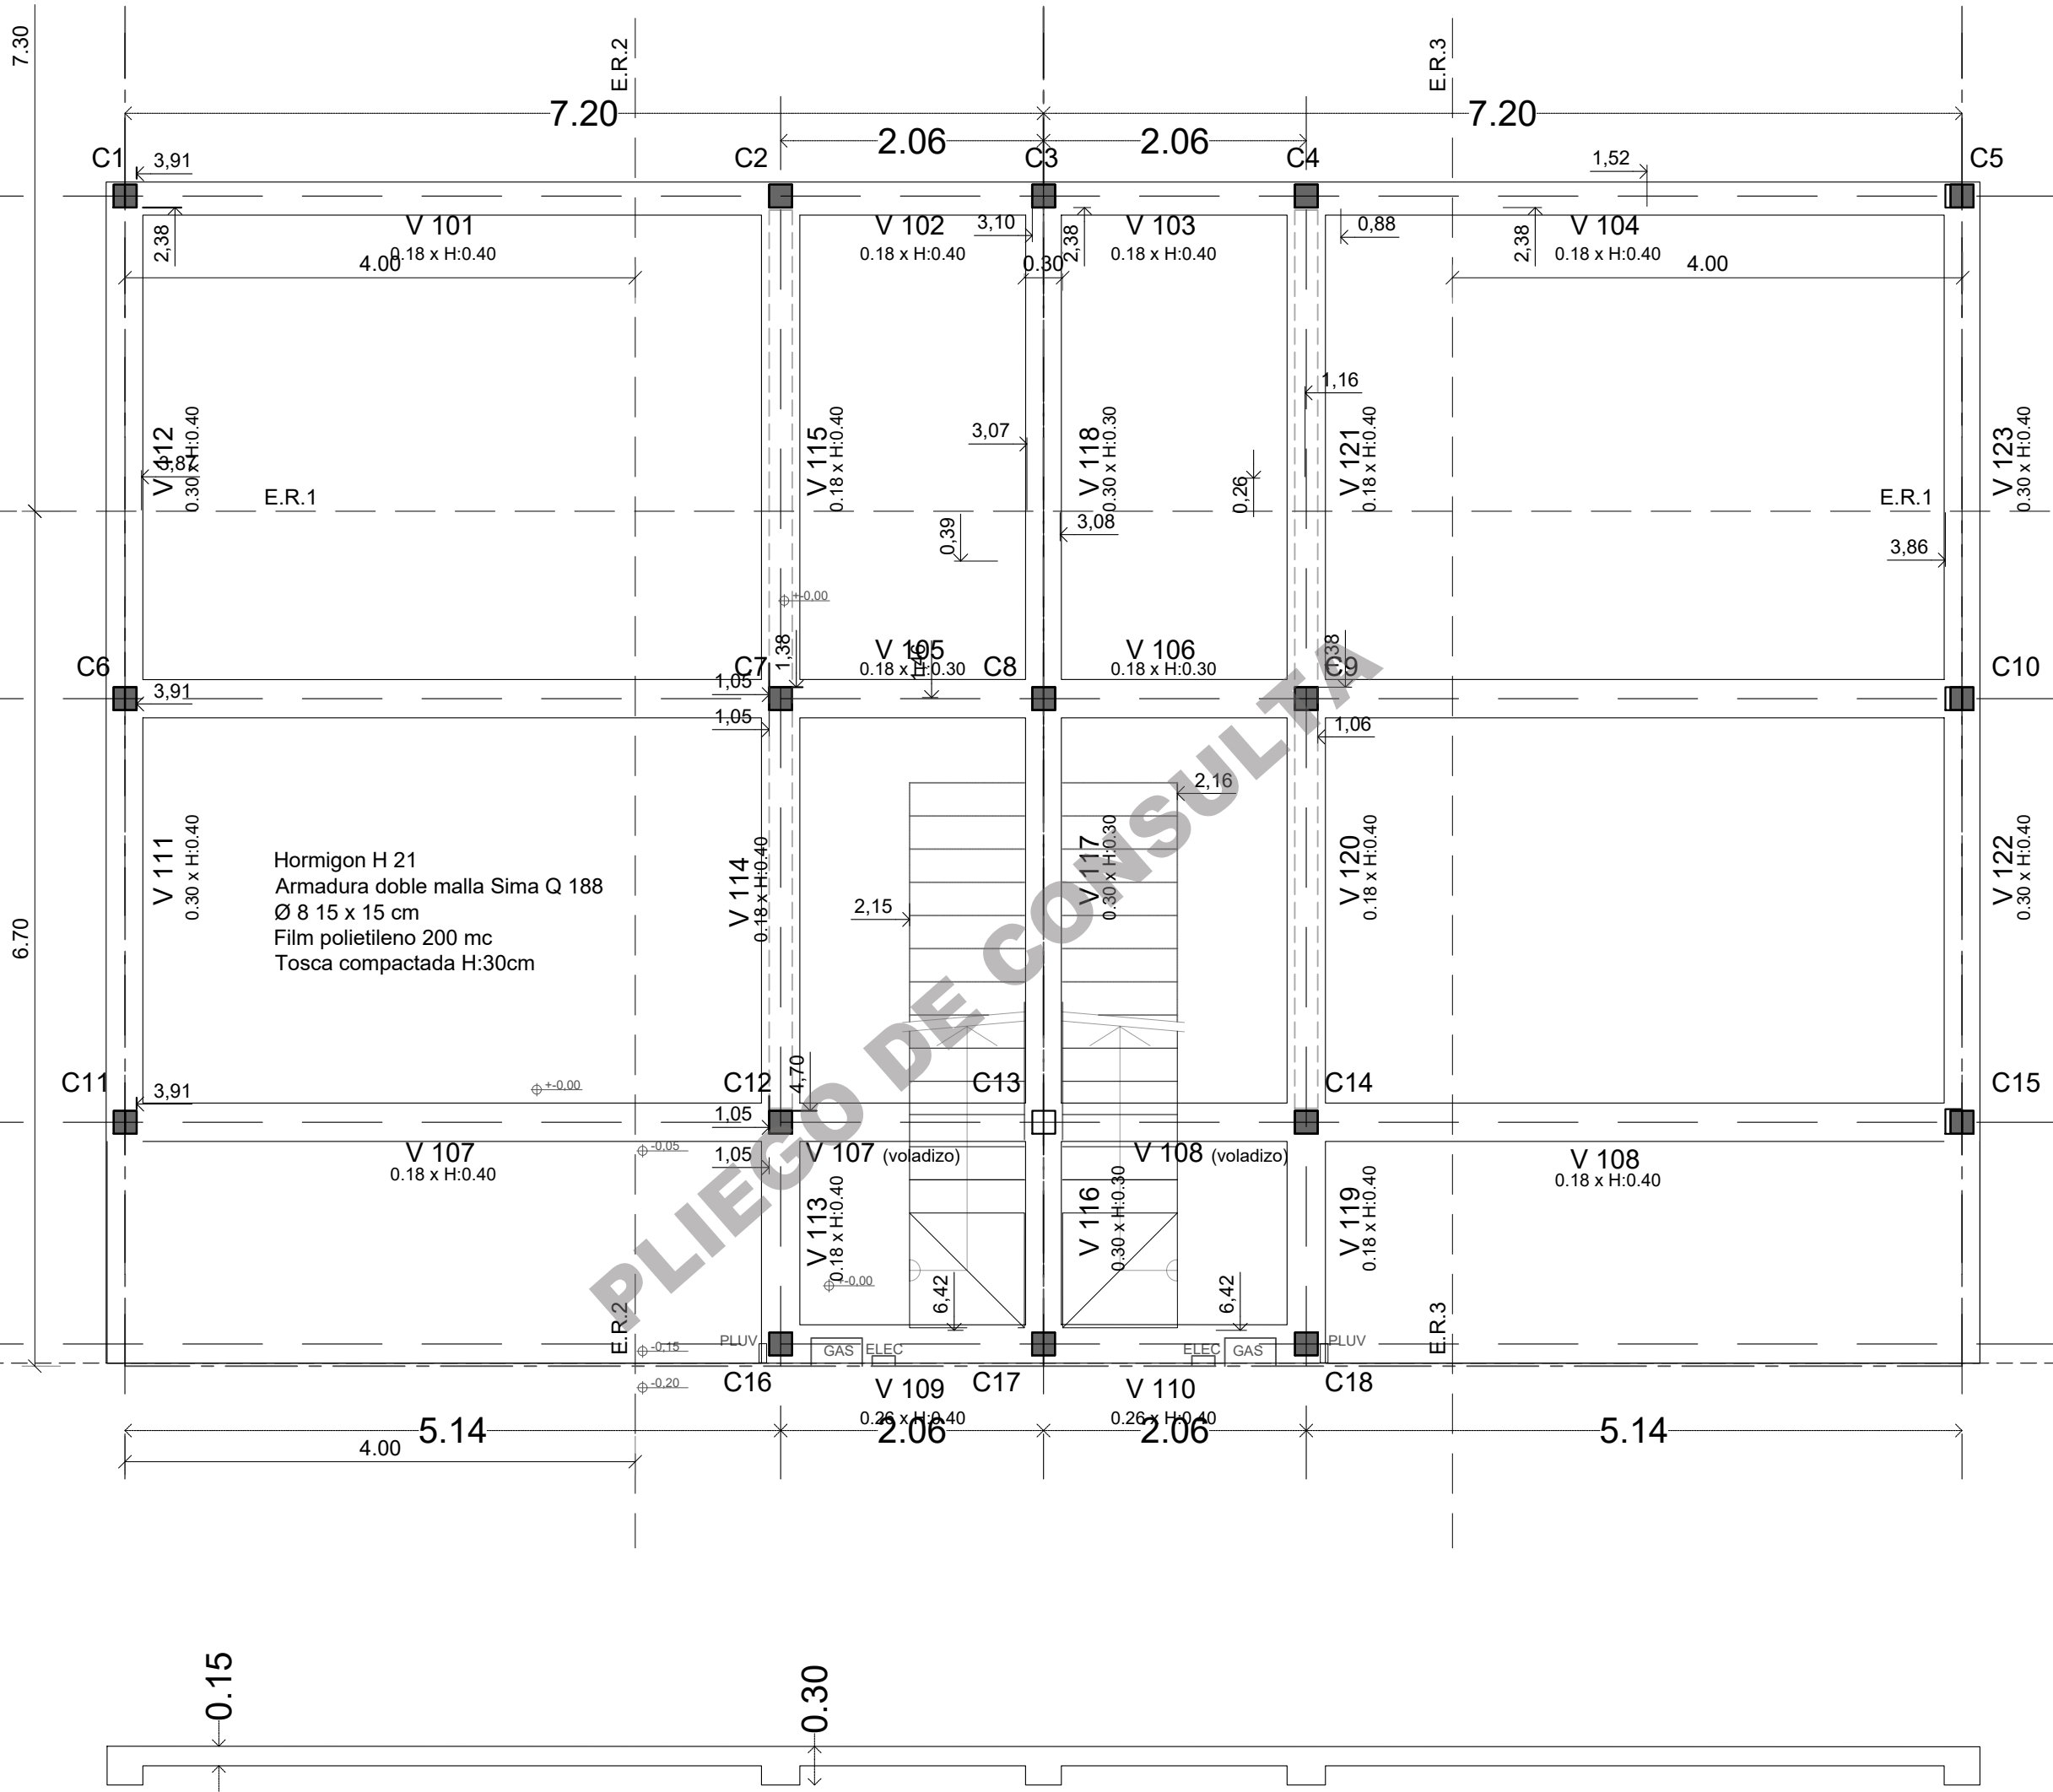 7.30
E.R.2
E.R.3
7.20
7.20
2.06
2.06
C1
3,91
C2
C3
C4
1,52
C5
V 101
0.18 x H:0.40
V 102
0.18 x H:0.40
3,10
V 103
0.18 x H:0.40
0,88
V 104
0.18 x H:0.40
2,38
2,38
2,38
4.00
0.30
4.00
V 112
0.30 x H:0.40
3,87
V 115
0.18 x H:0.40
3,07
V 118
0.30 x H:0.30
1,16
V 121
0.18 x H:0.40
V 123
0.30 x H:0.40
0,26
E.R.1
E.R.1
0,39
3,08
3,86
+-0,00
1,38
C6
C7
V 105
0.18 x H:0.30
1,46
C8
V 106
0.18 x H:0.30
1,38
C9
C10
3,91
1,05
1,05
1,06
2,16
V 111
0.30 x H:0.40
Hormigon H 21
Armadura doble malla Sima Q 188
Ø 8 15 x 15 cm
Film polietileno 200 mc
Tosca compactada H:30cm
V 114
0.18 x H:0.40
2,15
V 117
0.30 x H:0.30
V 120
0.18 x H:0.40
V 122
0.30 x H:0.40
6.70
PLIEGO DE CONSULTA
C11
3,91
+-0,00
C12
4,70
C13
C14
C15
1,05
1,05
V 107
0.18 x H:0.40
-0,05
V 107 (voladizo)
V 108 (voladizo)
V 108
0.18 x H:0.40
V 113
0.18 x H:0.40
V 116
0.30 x H:0.30
V 119
0.18 x H:0.40
+-0,00
6,42
6,42
E.R.2
E.R.3
-0,15
PLUV
GAS
ELEC
ELEC
GAS
PLUV
-0,20
C16
V 109
0.26 x H:0.40
C17
V 110
0.26 x H:0.40
C18
5.14
2.06
2.06
5.14
4.00
0.15
0.30